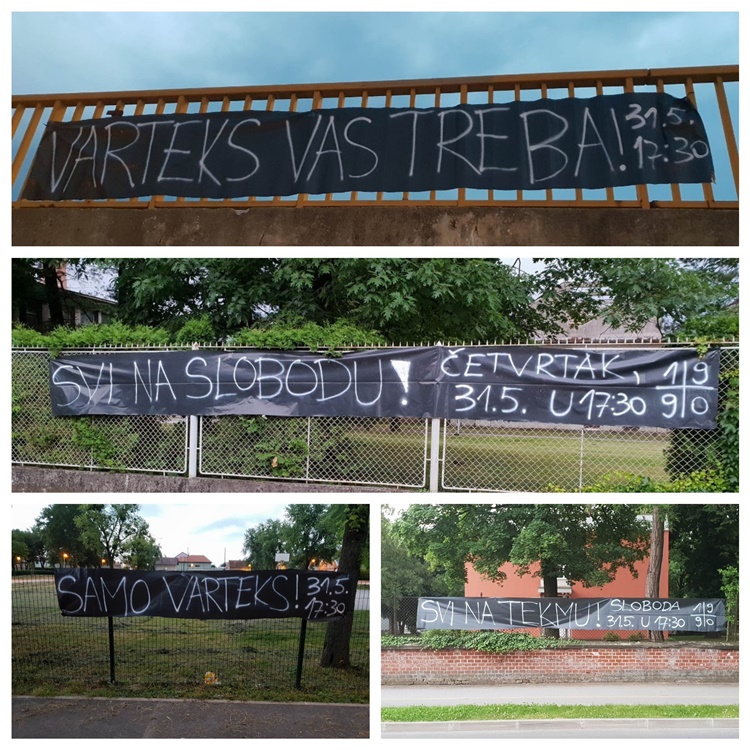 VARTEKS VAS TREBA! 31.5.
17:30
SVI NA SLOBODU! ČETVRTAK, 1 9
31.5. U 17:30 9 0
SAMO VARTEKS! 31.5.
17:30
SVI NA TEKMU! SLOBODA 1 9
31.5. U 17:30 9 0